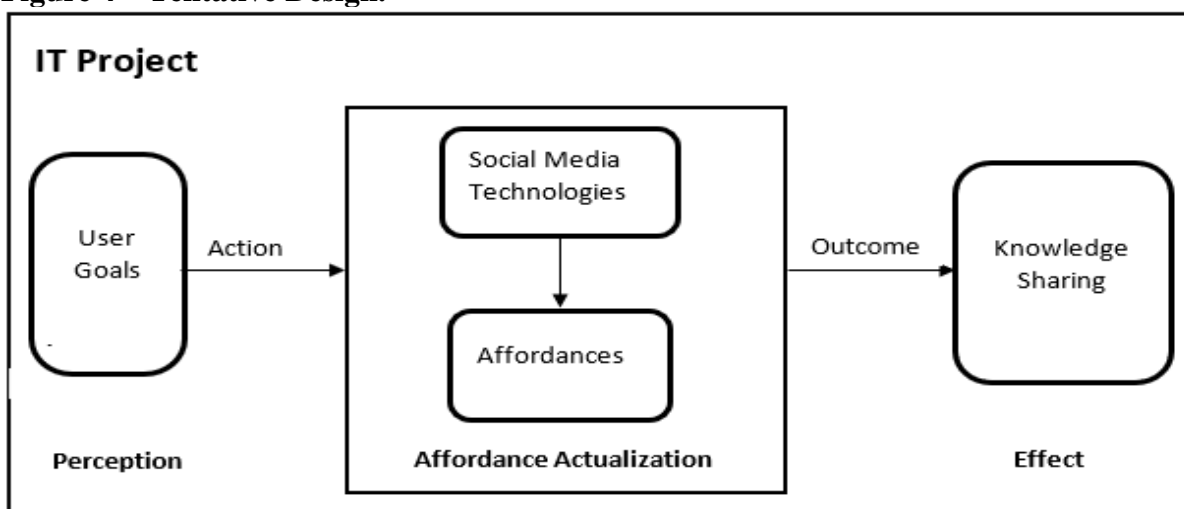 IT Project
User
Goals
Action
Social Media
Technologies
Affordances
Outcome
Knowledge
Sharing
Perception
Affordance Actualization
Effect